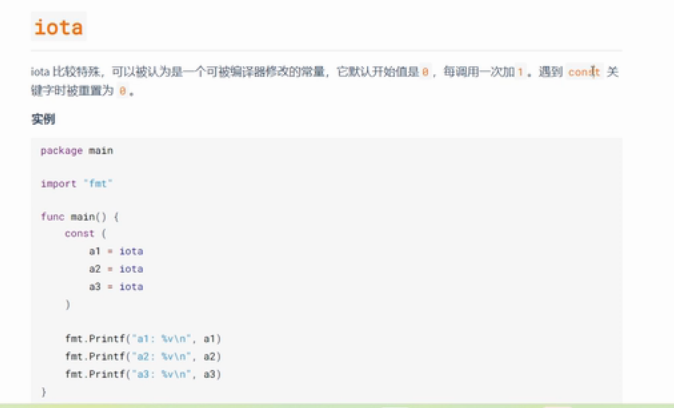 iota
iota 比较特殊，可以被认为是一个可被编译器修改的常量，它默认开始值是 0，每调用一次加 1。遇到 const 关
键字时被重置为 0。
实例
package main
import "fmt"
func main() {
const (
a1 = iota
a2 = iota
a3 = iota
)
fmt.Printf("a1: %v\n", a1)
fmt.Printf("a2: %v\n", a2)
fmt.Printf("a3: %v\n", a3)
}